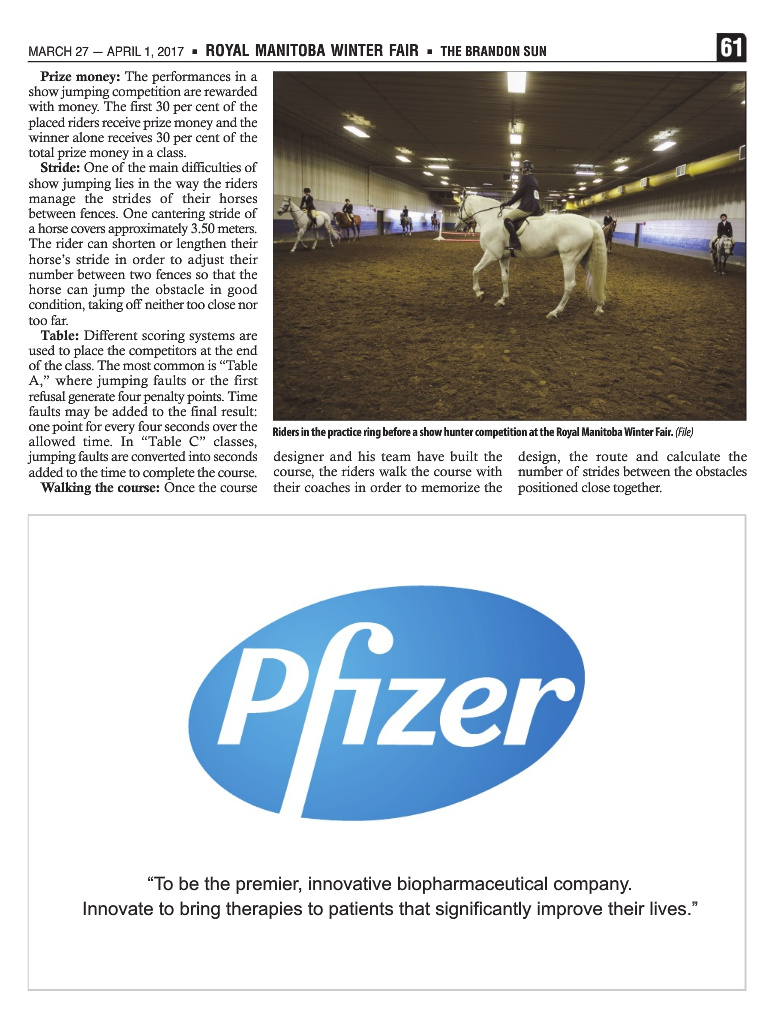 MARCH 27 — APRIL 1, 2017 ▪ ROYAL MANITOBA WINTER FAIR ▪ THE BRANDON SUN
61
Prize money: The performances in a
show jumping competition are rewarded
with money. The first 30 per cent of the
placed riders receive prize money and the
winner alone receives 30 per cent of the
total prize money in a class.
Stride: One of the main difficulties of
show jumping lies in the way the riders
manage the strides of their horses
between fences. One cantering stride of
a horse covers approximately 3.50 meters.
The rider can shorten or lengthen their
horse's stride in order to adjust their
number between two fences so that the
horse can jump the obstacle in good
condition, taking off neither too close nor
too far.
Table: Different scoring systems are
used to place the competitors at the end
of the class. The most common is “Table
A,” where jumping faults or the first
refusal generate four penalty points. Time
faults may be added to the final result:
one point for every four seconds over the
allowed time. In “Table C” classes,
jumping faults are converted into seconds
added to the time to complete the course.
Walking the course: Once the course
Riders in the practice ring before a show hunter competition at the Royal Manitoba Winter Fair. (File)
designer and his team have built the
course, the riders walk the course with
their coaches in order to memorize the
design, the route and calculate the
number of strides between the obstacles
positioned close together.
Pfizer
“To be the premier, innovative biopharmaceutical company.
Innovate to bring therapies to patients that significantly improve their lives.”